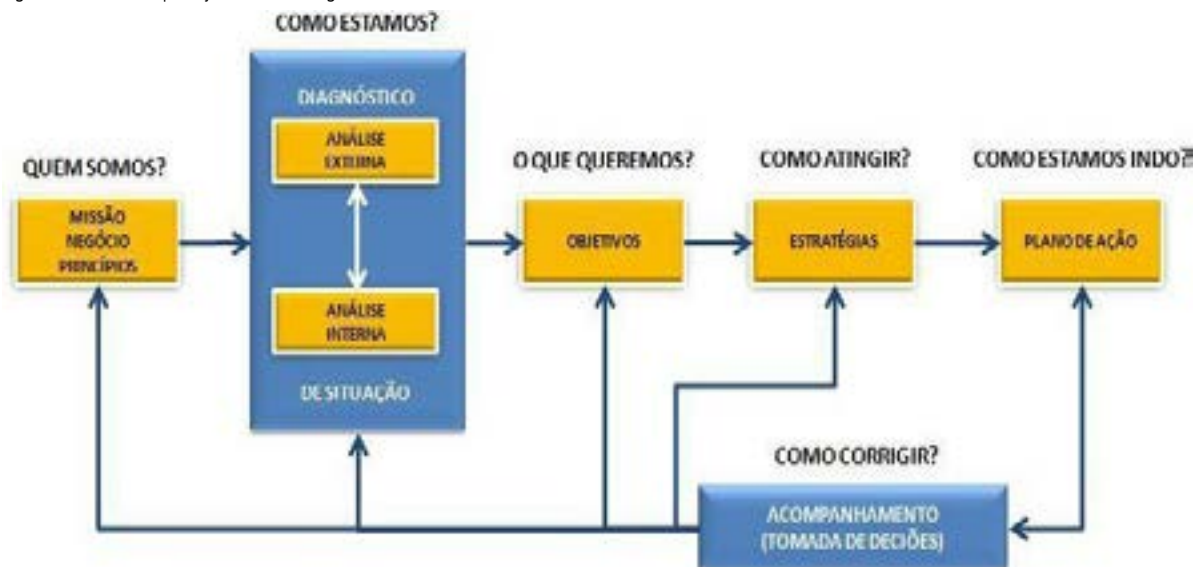 COMO ESTAMOS?
DIAGNÓSTICO
ANÁLISE
EXTERNA
ANÁLISE
INTERNA
DE SITUAÇÃO
QUEM SOMOS?
MISSÃO
NEGÓCIO
PRINCÍPIOS
O QUE QUEREMOS?
OBJETIVOS
COMO ATINGIR?
ESTRATÉGIAS
COMO ESTAMOS INDO?
PLANO DE AÇÃO
COMO CORRIGIR?
ACOMPANHAMENTO
(TOMADA DE DECIÕES)